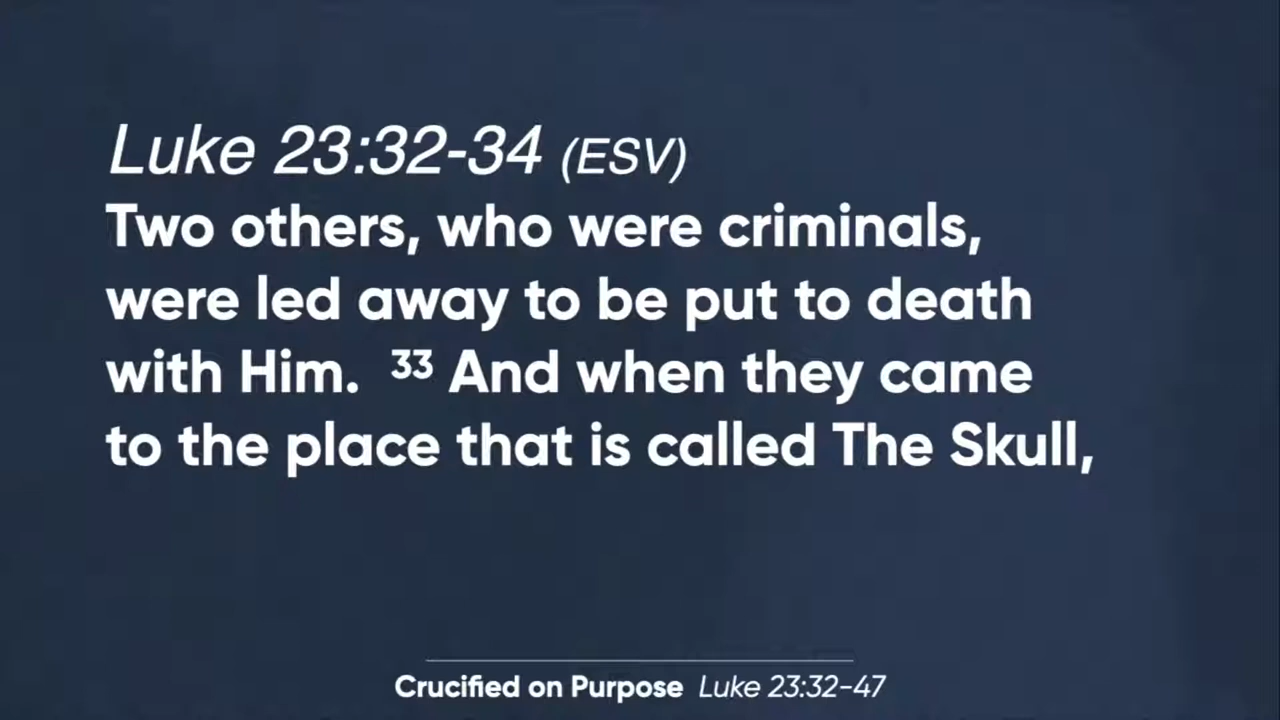 Luke 23:32-34 (ESV)
Two others, who were criminals,
were led away to be put to death
with Him. ³³ And when they came
to the place that is called The Skull,
Crucified on Purpose Luke 23:32-47